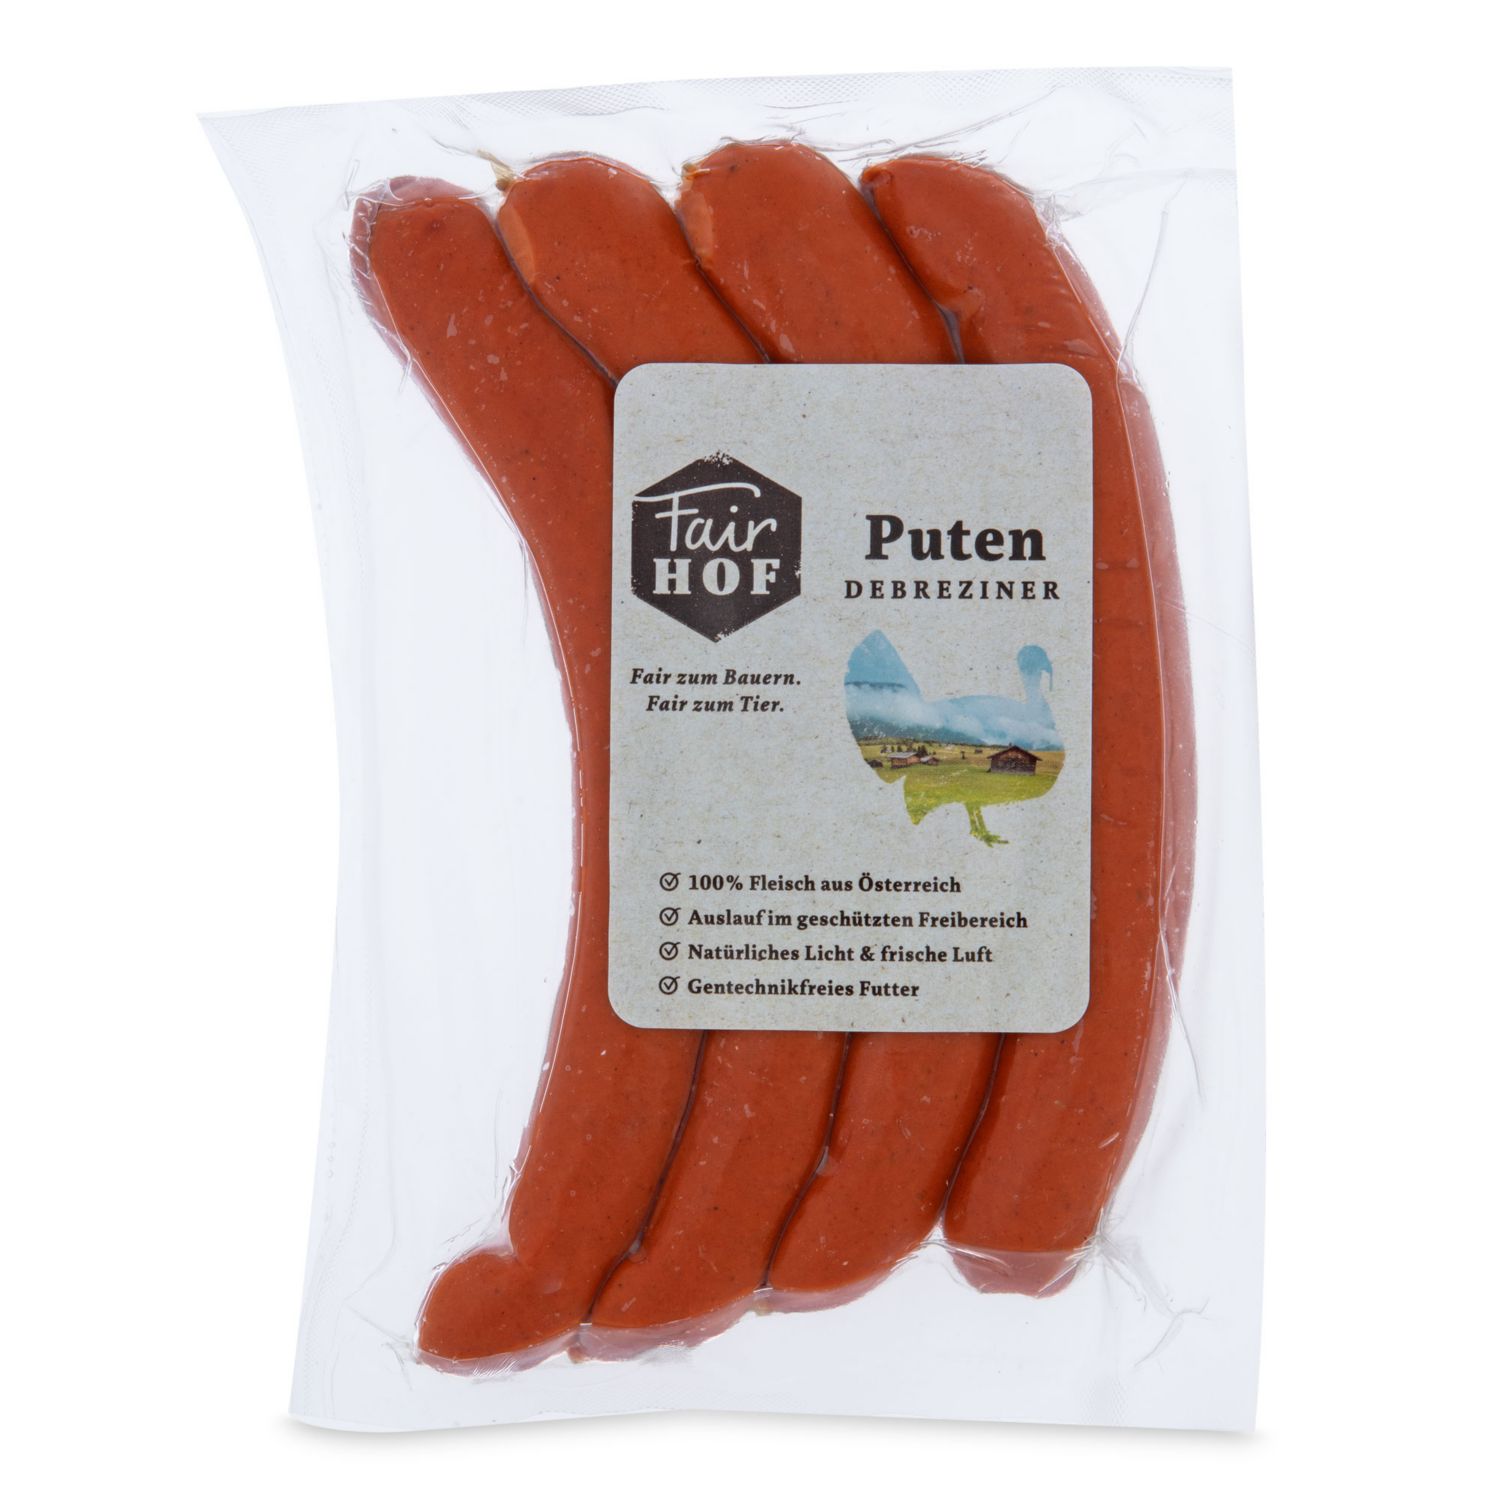 Fair
HOF
Fair zum Bauern.
Fair zum Tier.
Puten
DEBREZINER
100% Fleisch aus Österreich
Auslauf im geschützten Freibereich
Natürliches Licht & frische Luft
Gentechnikfreies Futter